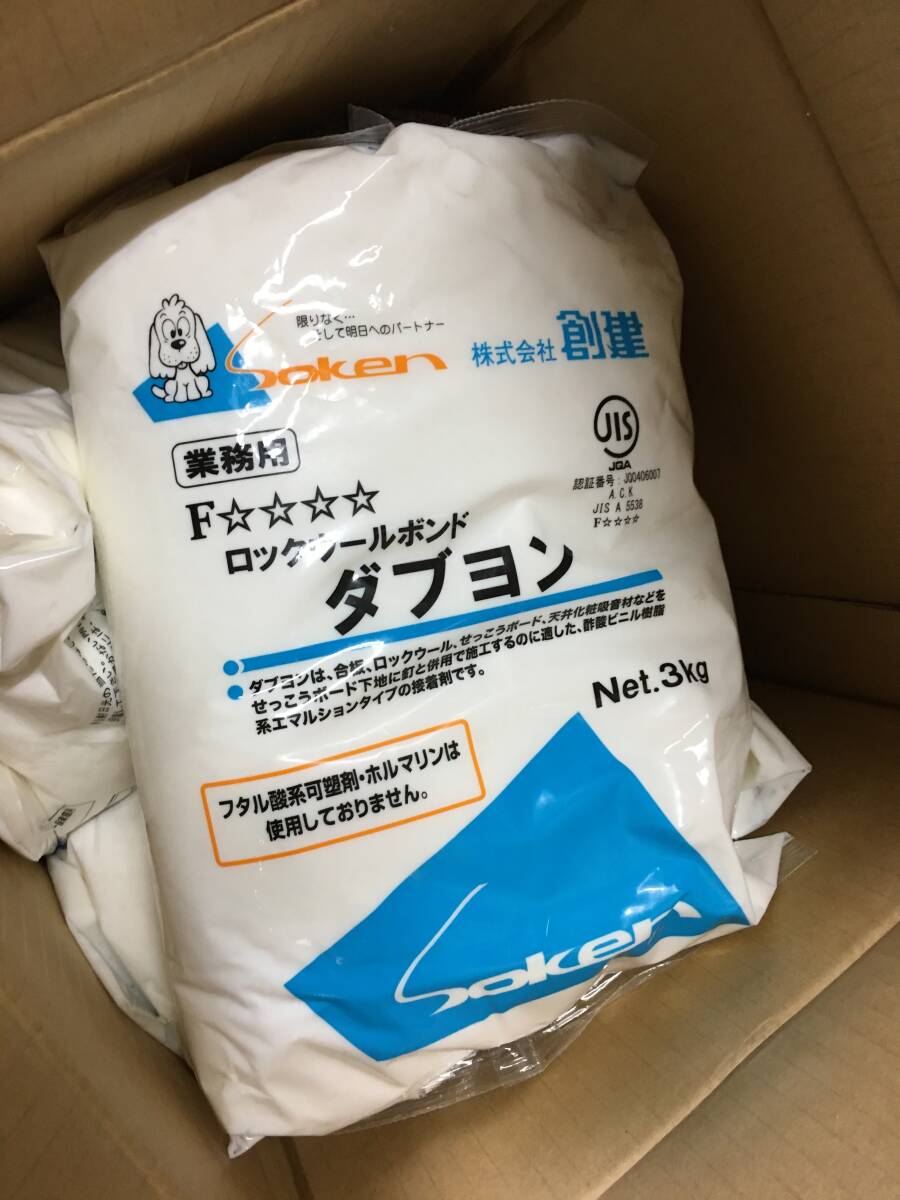 限りなく…
そして明日へのパートナー
Soken
株式会社 創建
業務用
JIS
JQA
認証番号:JQ0406007
A.C.K
JIS A 5538
F☆☆☆☆
F☆☆☆☆
ロックウールボンド
ダブヨン
ダブヨンは、合板、ロックウール、せっこうボード、天井化粧吸音材などを
せっこうボード下地に釘と併用で施工するのに適した、酢酸ビニル樹脂
系エマルションタイプの接着剤です。
Net.3kg
フタル酸系可塑剤・ホルマリンは
使用しておりません。
Soken